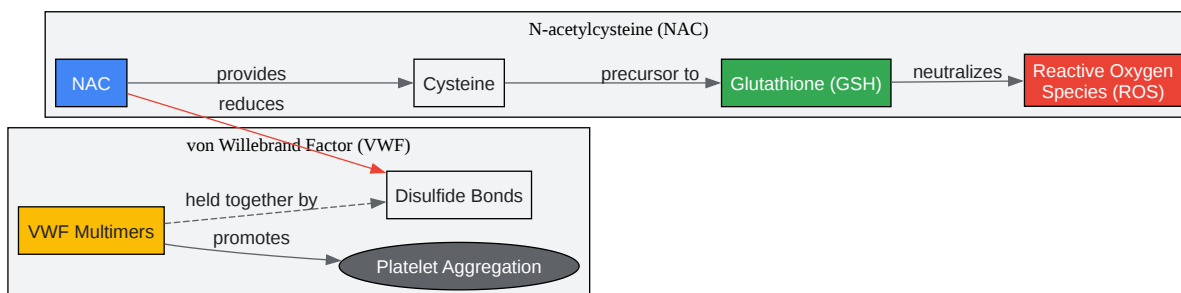 N-acetylcysteine (NAC)
NAC
provides
Cysteine
precursor to
Glutathione (GSH)
neutralizes
Reactive Oxygen
Species (ROS)
reduces
von Willebrand Factor (VWF)
Disulfide Bonds
held together by
VWF Multimers
promotes
Platelet Aggregation